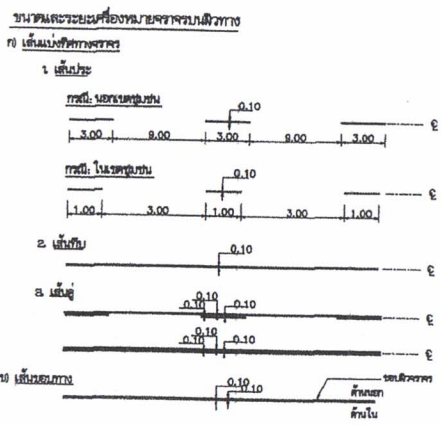 ขนาดและระยะเครื่องหมายจราจรบนผิวทาง
ก) เส้นแบ่งทิศทางจราจร
1. เส้นประ
กรณี: นอกเขตชุมชน
0.10
3.00 9.00 3.00 9.00 3.00
กรณี: ในเขตชุมชน
0.10
1.00 3.00 1.00 3.00 1.00
2. เส้นทึบ
0.10
3. เส้นคู่
0.10
0.10 0.10
0.10
0.10 0.10
ข) เส้นขอบทาง
0.10
0.10
ขอบผิวจราจร
ด้านนอก
ด้านใน